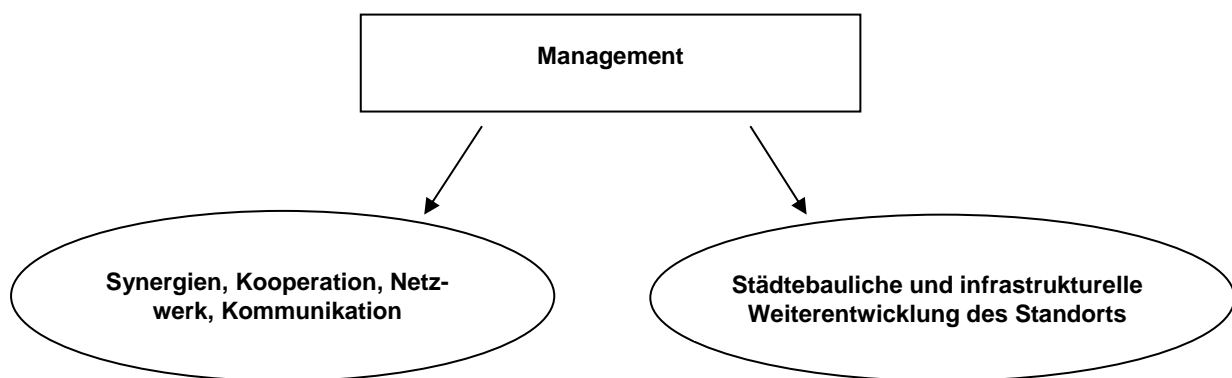 Management
Synergien, Kooperation, Netz-
werk, Kommunikation
Städtebauliche und infrastrukturelle
Weiterentwicklung des Standorts